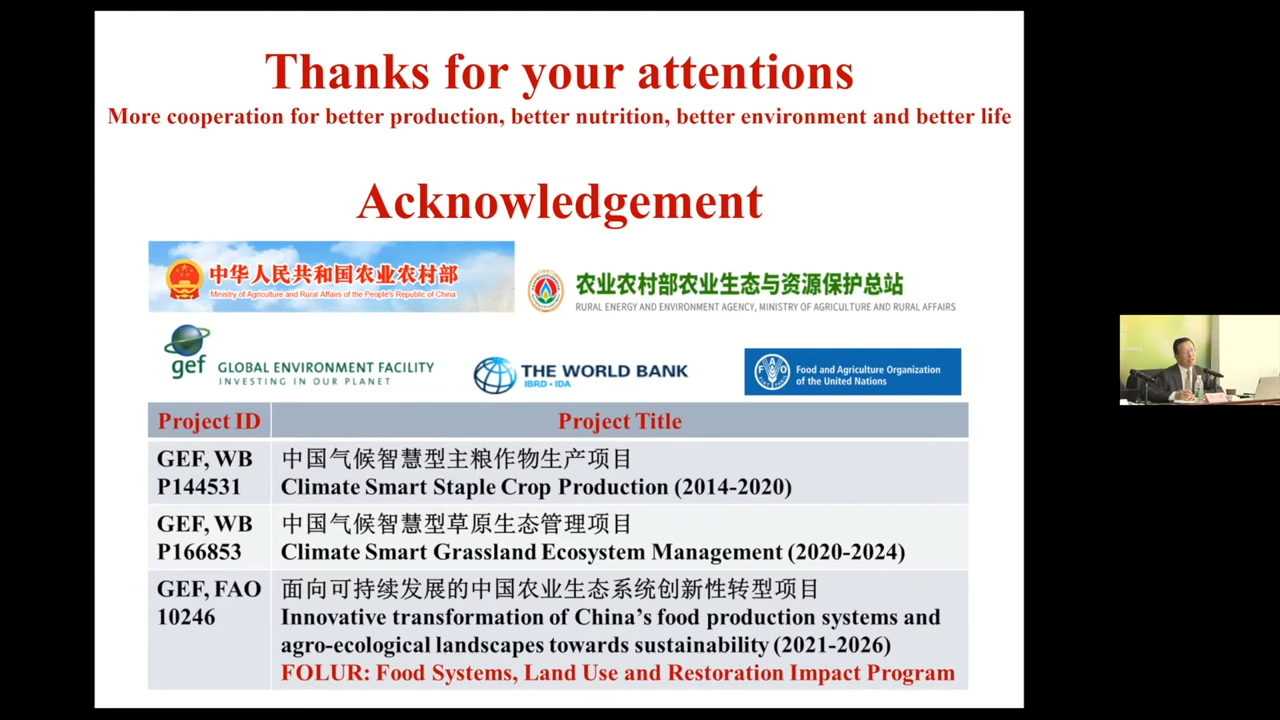 Thanks for your attentions
More cooperation for better production, better nutrition, better environment and better life
Acknowledgement
中华人民共和国农业农村部
Ministry of Agriculture and Rural Affairs of the People's Republic of China
农业农村部农业生态与资源保护总站
RURAL ENERGY AND ENVIRONMENT AGENCY, MINISTRY OF AGRICULTURE AND RURAL AFFAIRS
gef
GLOBAL ENVIRONMENT FACILITY
INVESTING IN OUR PLANET
THE WORLD BANK
IBRD • IDA
FAO
FIAT PANIS
Food and Agriculture Organization
of the United Nations
Project ID
Project Title
GEF, WB
P144531
中国气候智慧型主粮作物生产项目
Climate Smart Staple Crop Production (2014-2020)
GEF, WB
P166853
中国气候智慧型草原生态管理项目
Climate Smart Grassland Ecosystem Management (2020-2024)
GEF, FAO
10246
面向可持续发展的中国农业生态系统创新性转型项目
Innovative transformation of China's food production systems and
agro-ecological landscapes towards sustainability (2021-2026)
FOLUR: Food Systems, Land Use and Restoration Impact Program